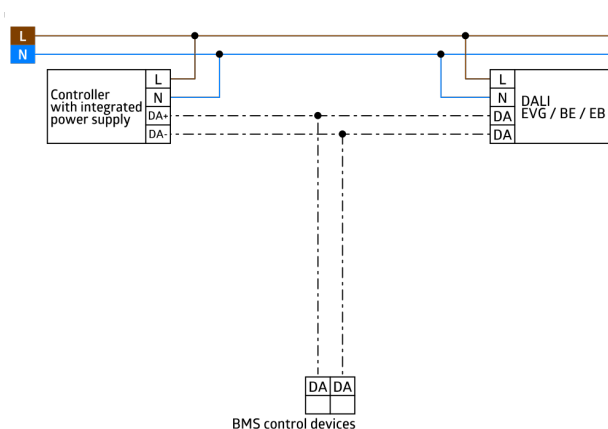 L
N
Controller
with integrated
power supply
L
N
DA+
DA-
L
N
DA
DA
DALI
EVG / BE / EB
DA DA
BMS control devices